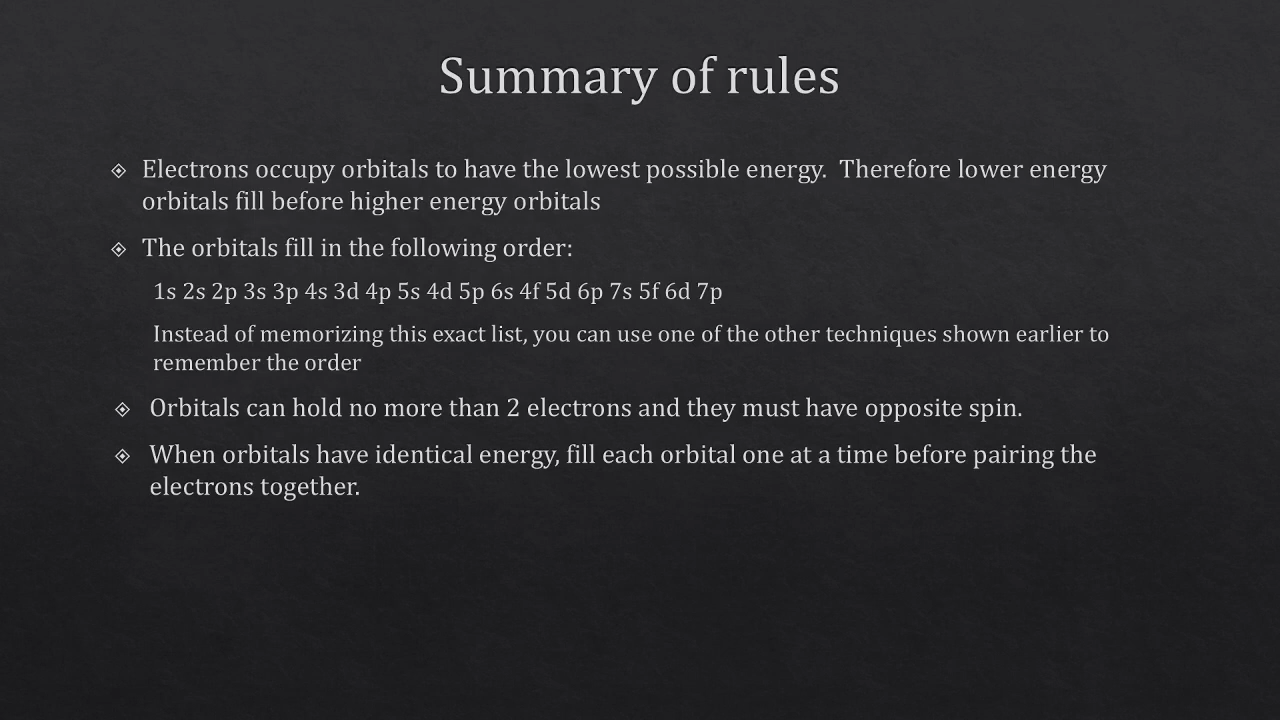 Summary of rules
Electrons occupy orbitals to have the lowest possible energy.  Therefore lower energy
orbitals fill before higher energy orbitals
The orbitals fill in the following order:
1s 2s 2p 3s 3p 4s 3d 4p 5s 4d 5p 6s 4f 5d 6p 7s 5f 6d 7p
Instead of memorizing this exact list, you can use one of the other techniques shown earlier to
remember the order
Orbitals can hold no more than 2 electrons and they must have opposite spin.
When orbitals have identical energy, fill each orbital one at a time before pairing the
electrons together.